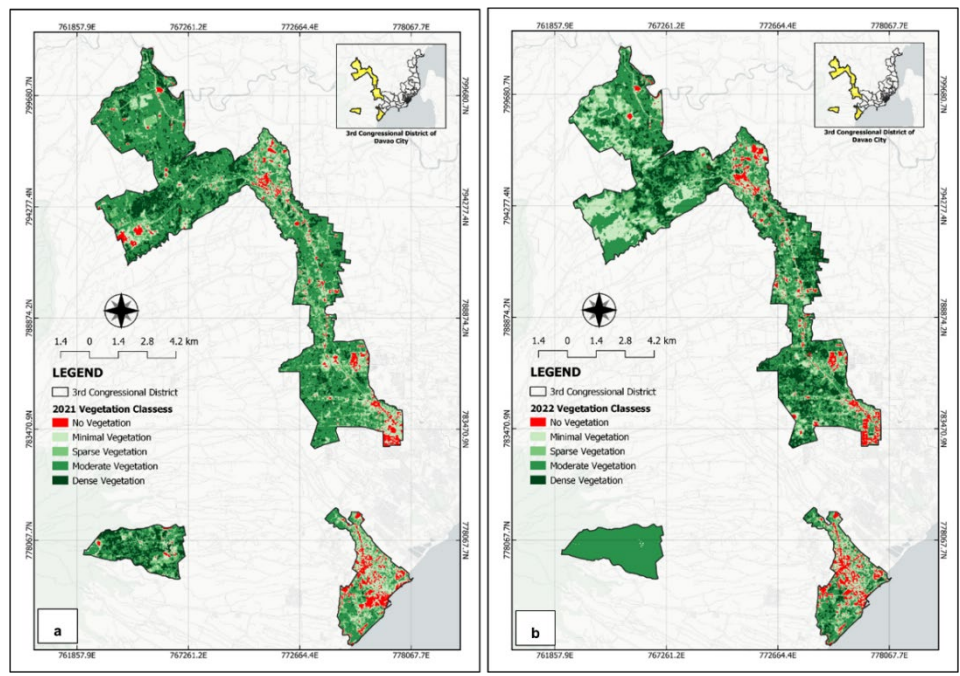 761857.9E 767261.2E 772664.4E 778067.7E
799680.7N
799680.7N
3rd Congressional District of
Davao City
794277.4N
794277.4N
788874.2N
788874.2N
1.4 0 1.4 2.8 4.2 km
LEGEND
3rd Congressional District
2021 Vegetation Classess
No Vegetation
Minimal Vegetation
Sparse Vegetation
Moderate Vegetation
Dense Vegetation
783470.9N
783470.9N
778067.7N
778067.7N
a
761857.9E 767261.2E 772664.4E 778067.7E
761857.9E 767261.2E 772664.4E 778067.7E
799680.7N
799680.7N
3rd Congressional District of
Davao City
794277.4N
794277.4N
788874.2N
788874.2N
1.4 0 1.4 2.8 4.2 km
LEGEND
3rd Congressional District
2022 Vegetation Classess
No Vegetation
Minimal Vegetation
Sparse Vegetation
Moderate Vegetation
Dense Vegetation
783470.9N
783470.9N
778067.7N
778067.7N
b
761857.9E 767261.2E 772664.4E 778067.7E